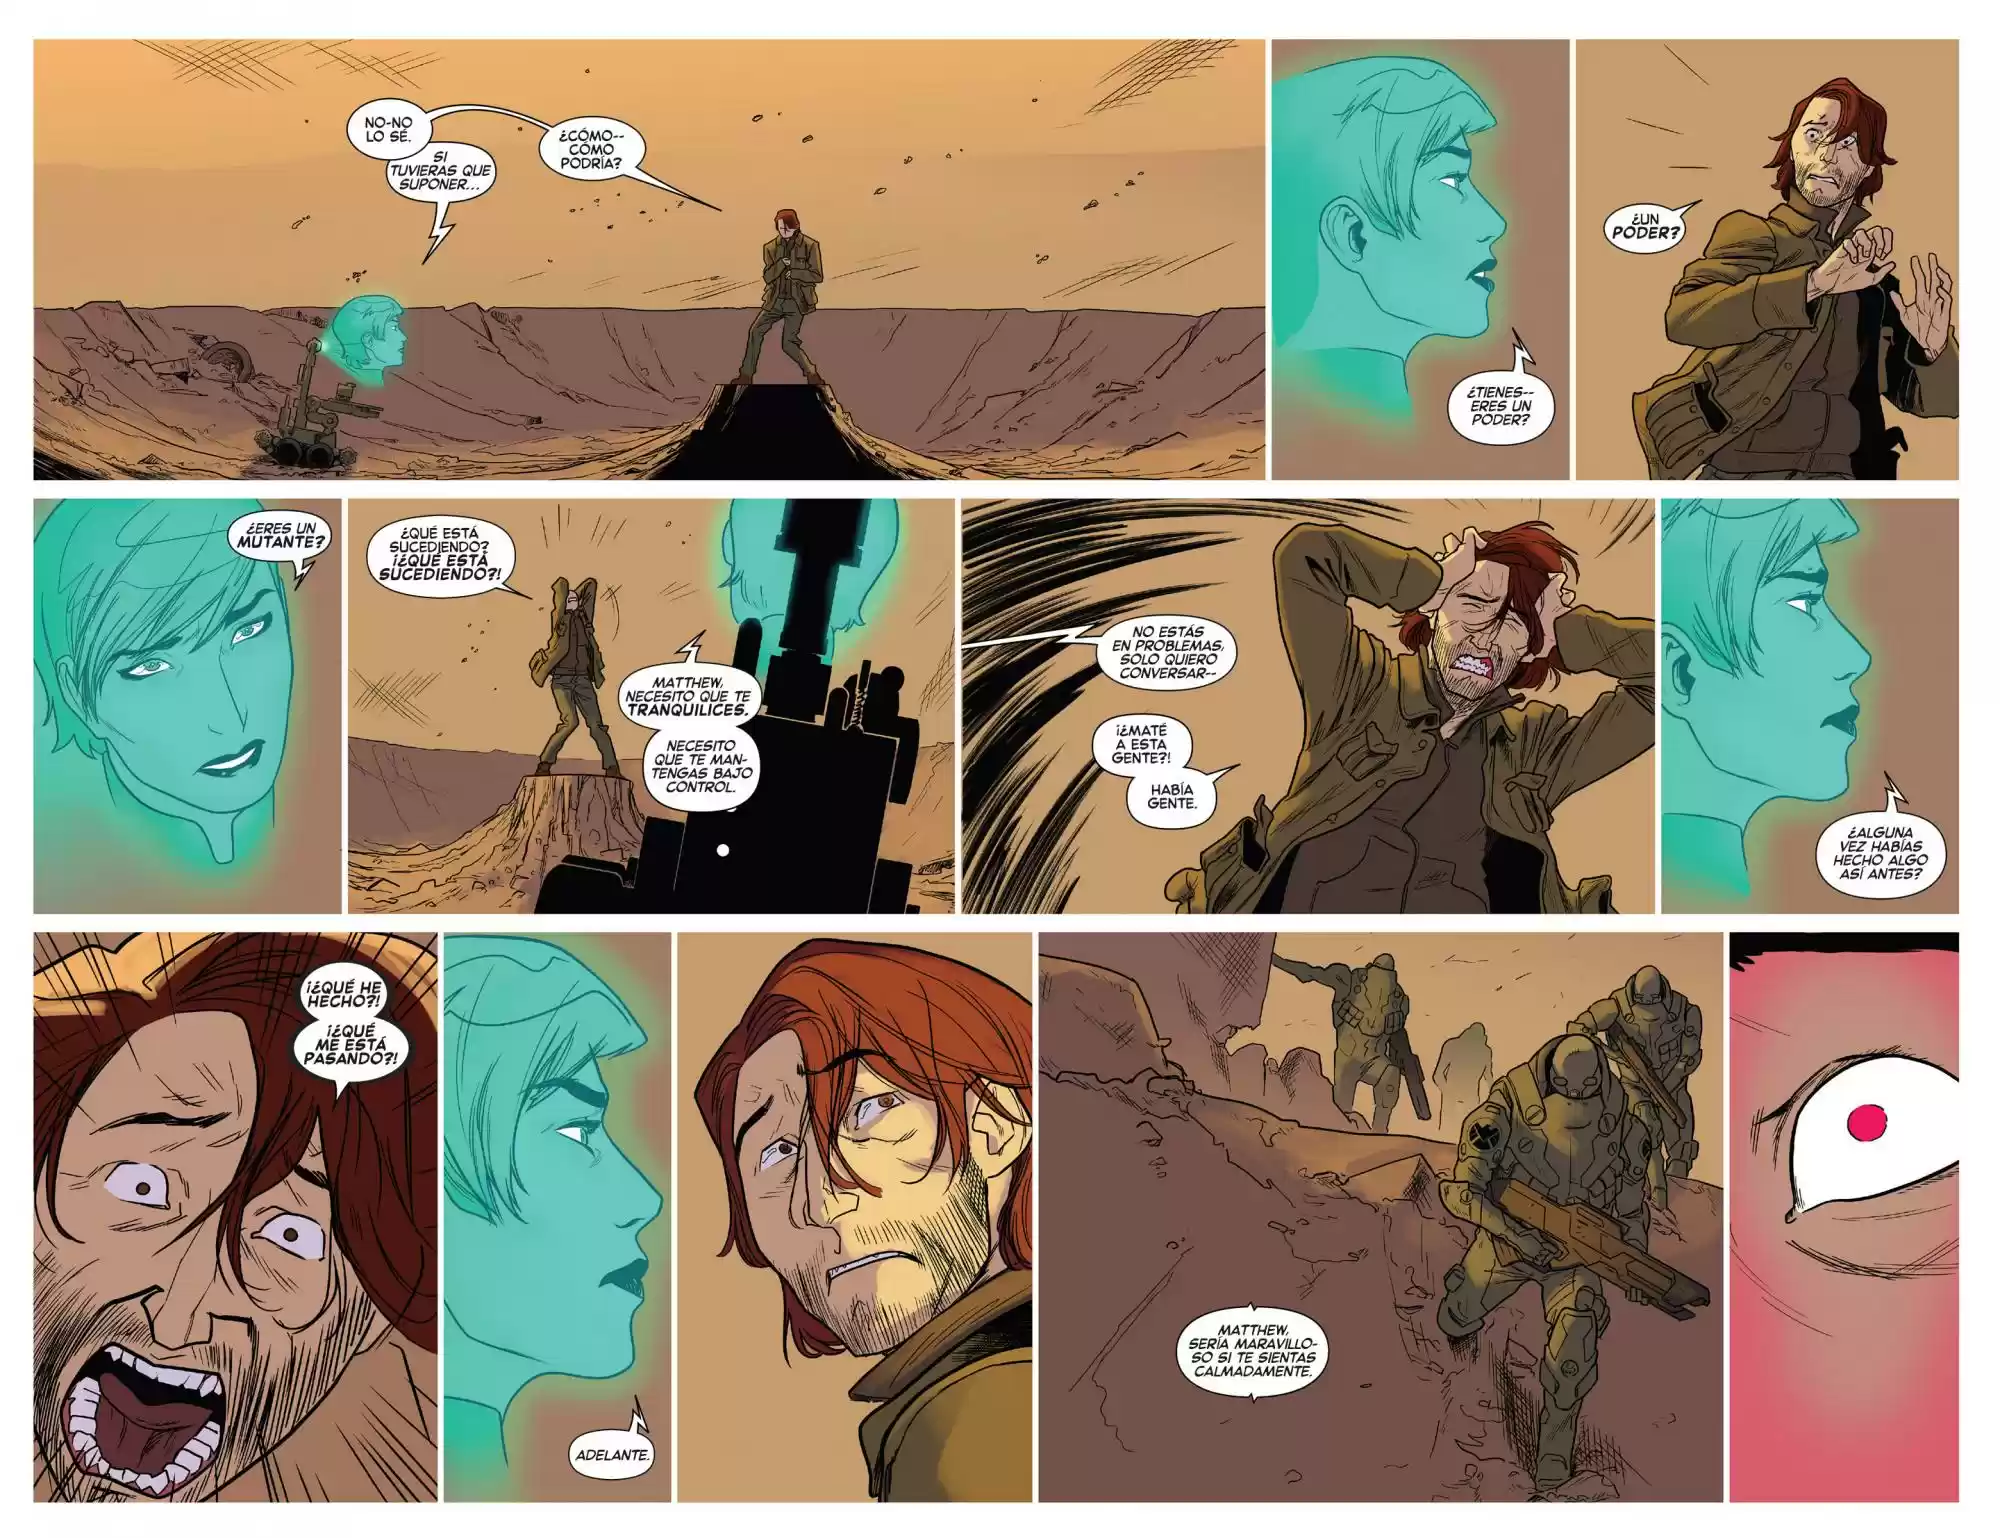 NO-NO
LO SÉ.
SI
TUVIERAS QUE
SUPONER...
¿CÓMO--
CÓMO
PODRÍA?
¿TIENES--
ERES UN
PODER?
¿UN
PODER?
¿ERES UN
MUTANTE?
¿QUÉ ESTÁ
SUCEDIENDO?
¡¿QUÉ ESTÁ
SUCEDIENDO?!
MATTHEW,
NECESITO QUE TE
TRANQUILICES.
NECESITO
QUE TE MAN-
TENGAS BAJO
CONTROL.
NO ESTÁS
EN PROBLEMAS,
SOLO QUIERO
CONVERSAR--
¡¿MATÉ
A ESTA
GENTE?!
HABÍA
GENTE.
¿ALGUNA
VEZ HABÍAS
HECHO ALGO
ASÍ ANTES?
¡¿QUÉ HE
HECHO?!
¡¿QUÉ
ME ESTÁ
PASANDO?!
ADELANTE.
MATTHEW,
SERÍA MARAVILLO-
SO SI TE SIENTAS
CALMADAMENTE.